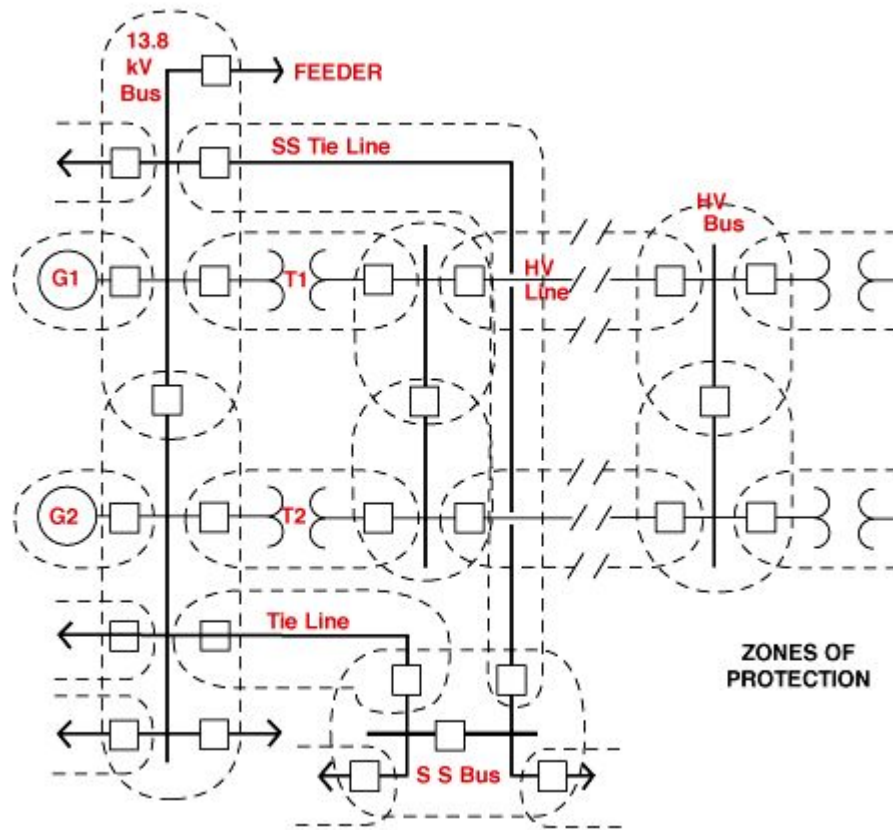 13.8
kV
Bus
FEEDER
SS Tie Line
HV
Bus
G1
T1
HV
Line
G2
T2
Tie Line
ZONES OF
PROTECTION
S S Bus